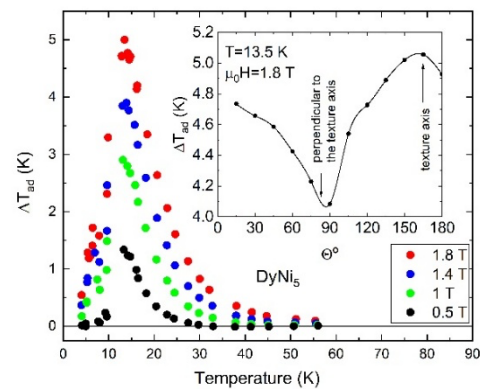 ΔT_ad (K)
5
4
3
2
1
0
0 10 20 30 40 50 60 70 80 90
Temperature (K)
DyNi₅
1.8 T
1.4 T
1 T
0.5 T
T=13.5 K
μ₀H=1.8 T
ΔT_ad (K)
5.2
5.0
4.8
4.6
4.4
4.2
4.0
0 30 60 90 120 150 180
Θ°
perpendicular to
the texture axis
texture axis